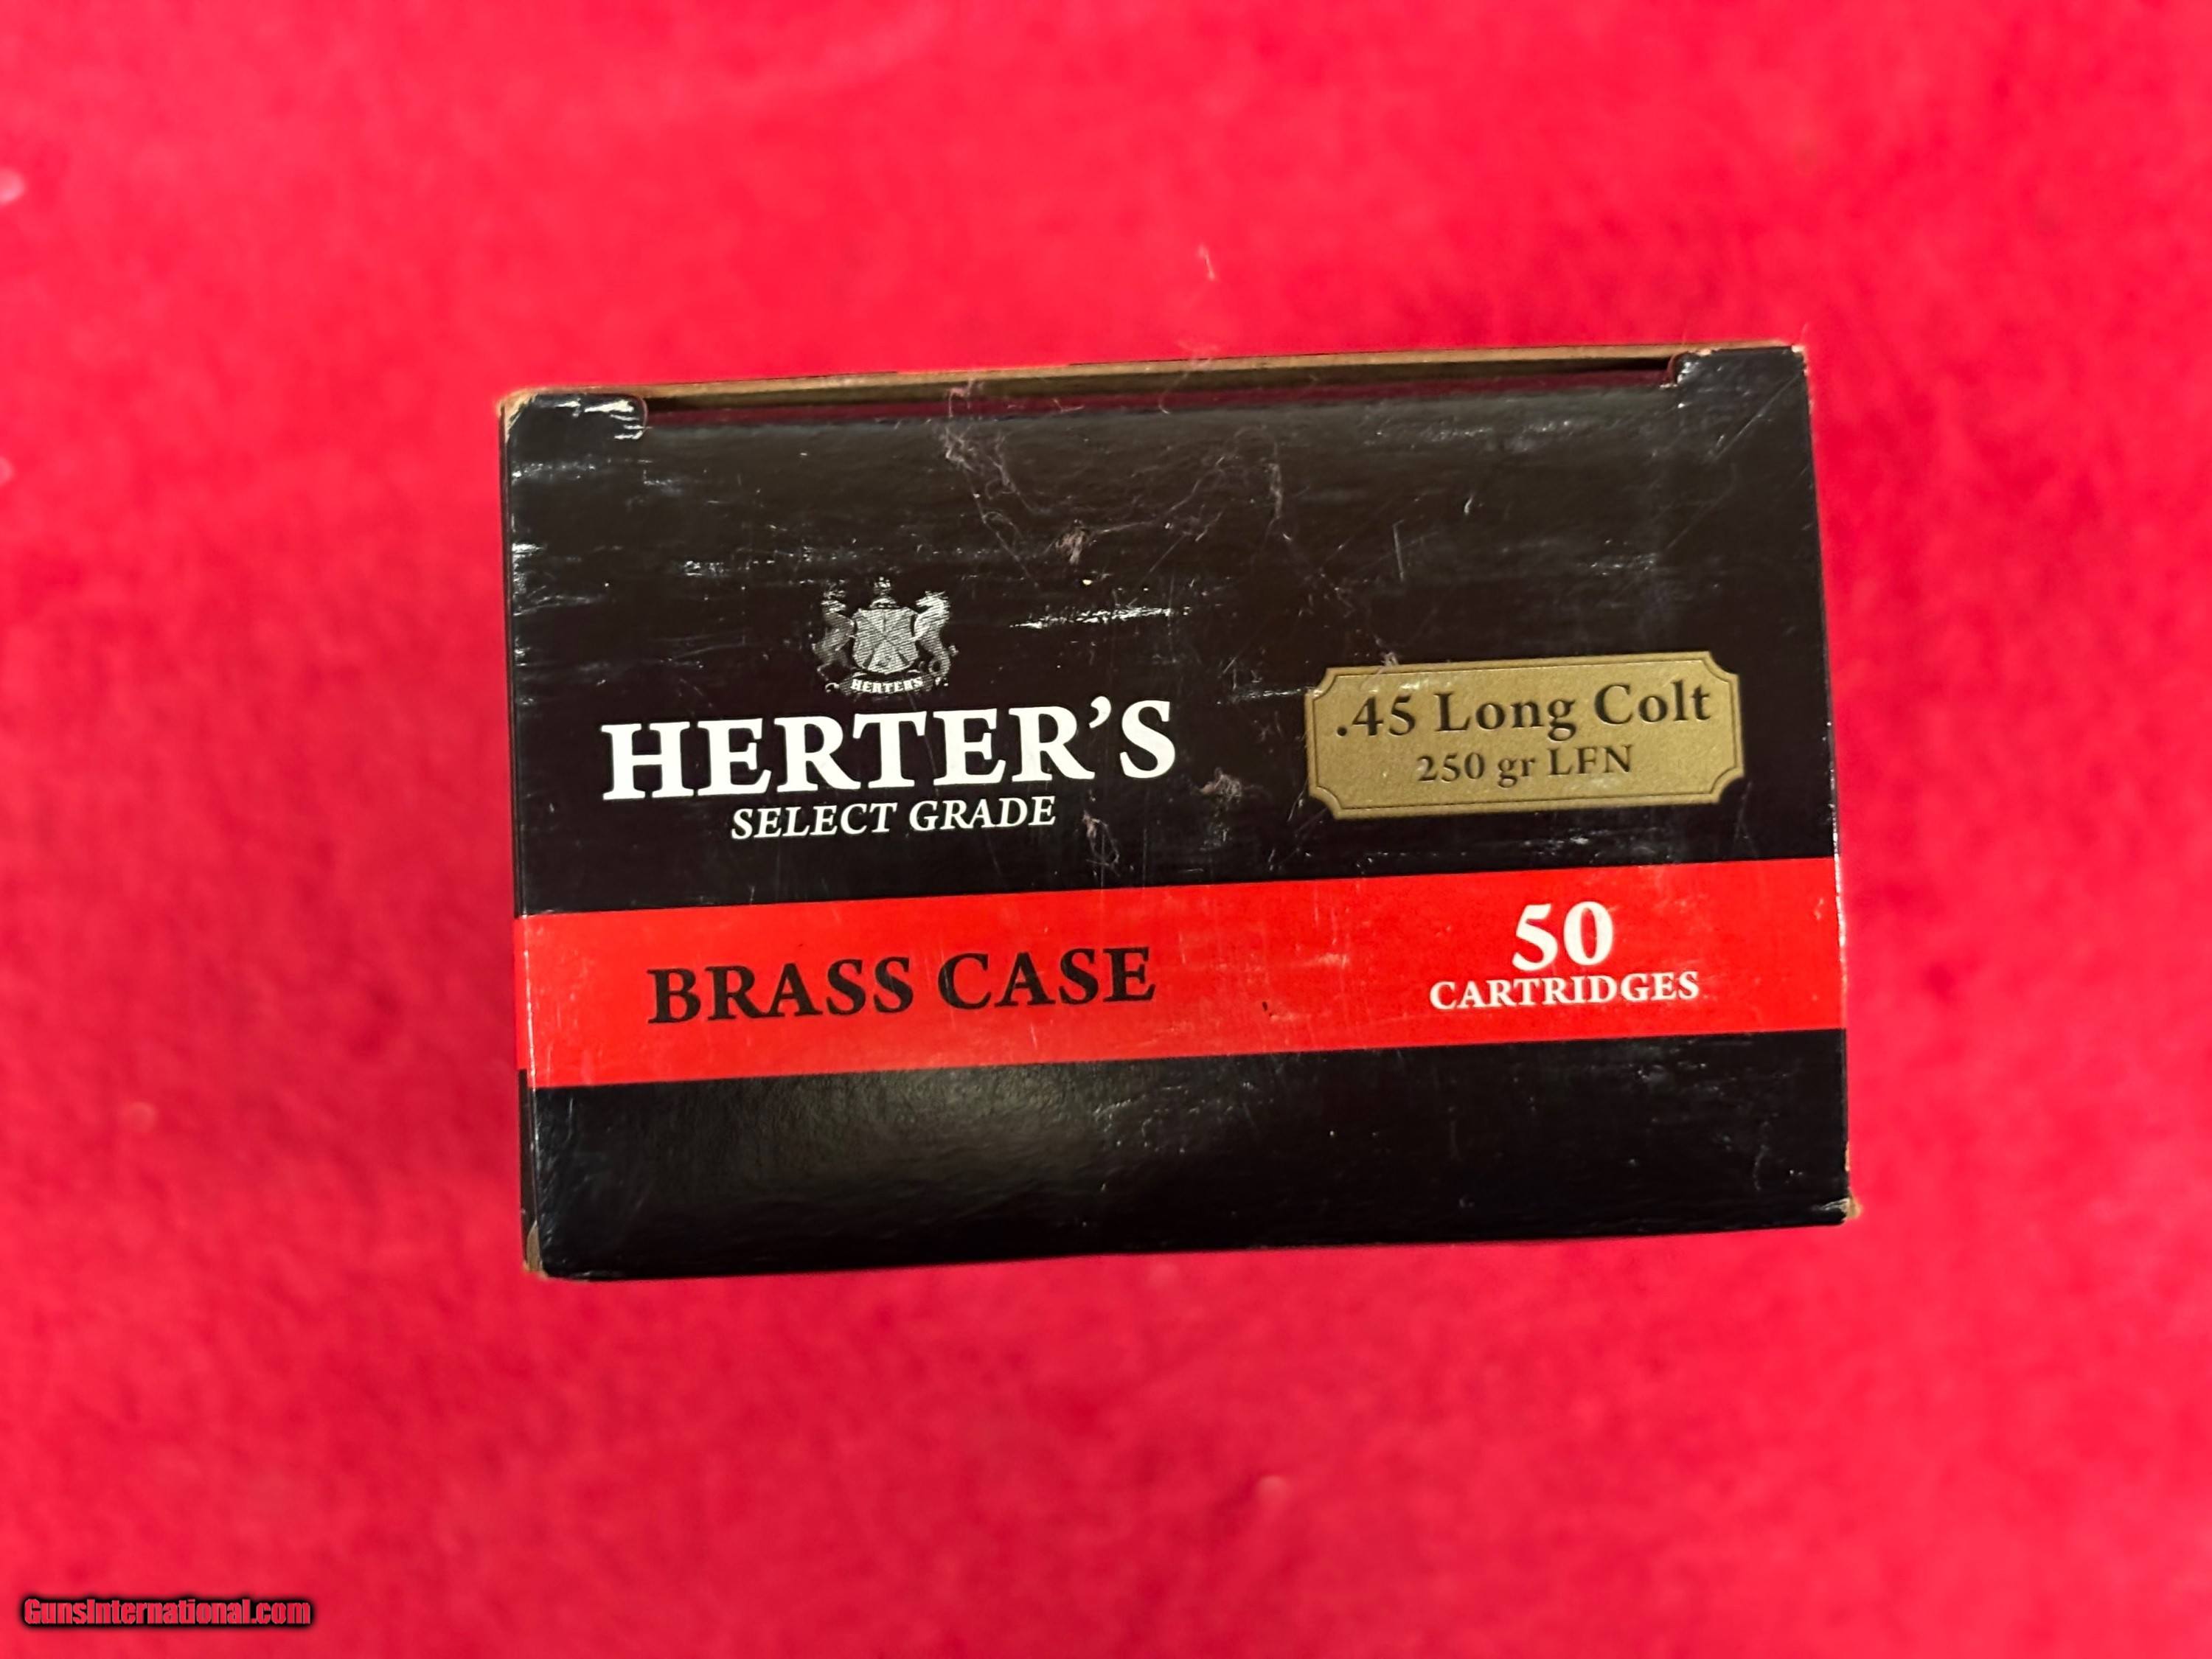 HERTER'S
HERTER'S
SELECT GRADE
.45 Long Colt
250 gr LFN
BRASS CASE
50
CARTRIDGES
GunsInternational.com